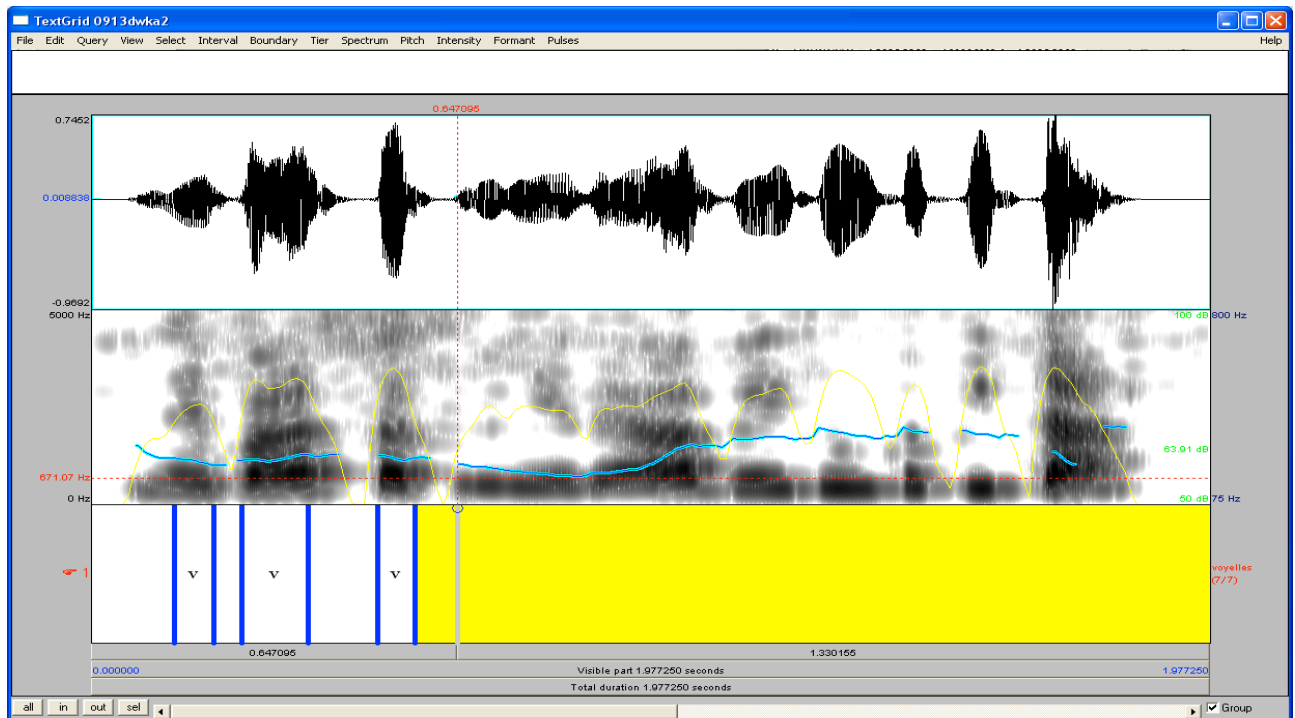 TextGrid 0913dwka2
File Edit Query View Select Interval Boundary Tier Spectrum Pitch Intensity Formant Pulses Help
0.647095
0.7452
0.008838
-0.9692
5000 Hz 100 dB 800 Hz
63.91 dB
671.07 Hz
0 Hz 50 dB 75 Hz
1 v v v voyelles
(7/7)
0.647095 1.330155
0.000000 Visible part 1.977250 seconds 1.977250
Total duration 1.977250 seconds
all in out sel Group